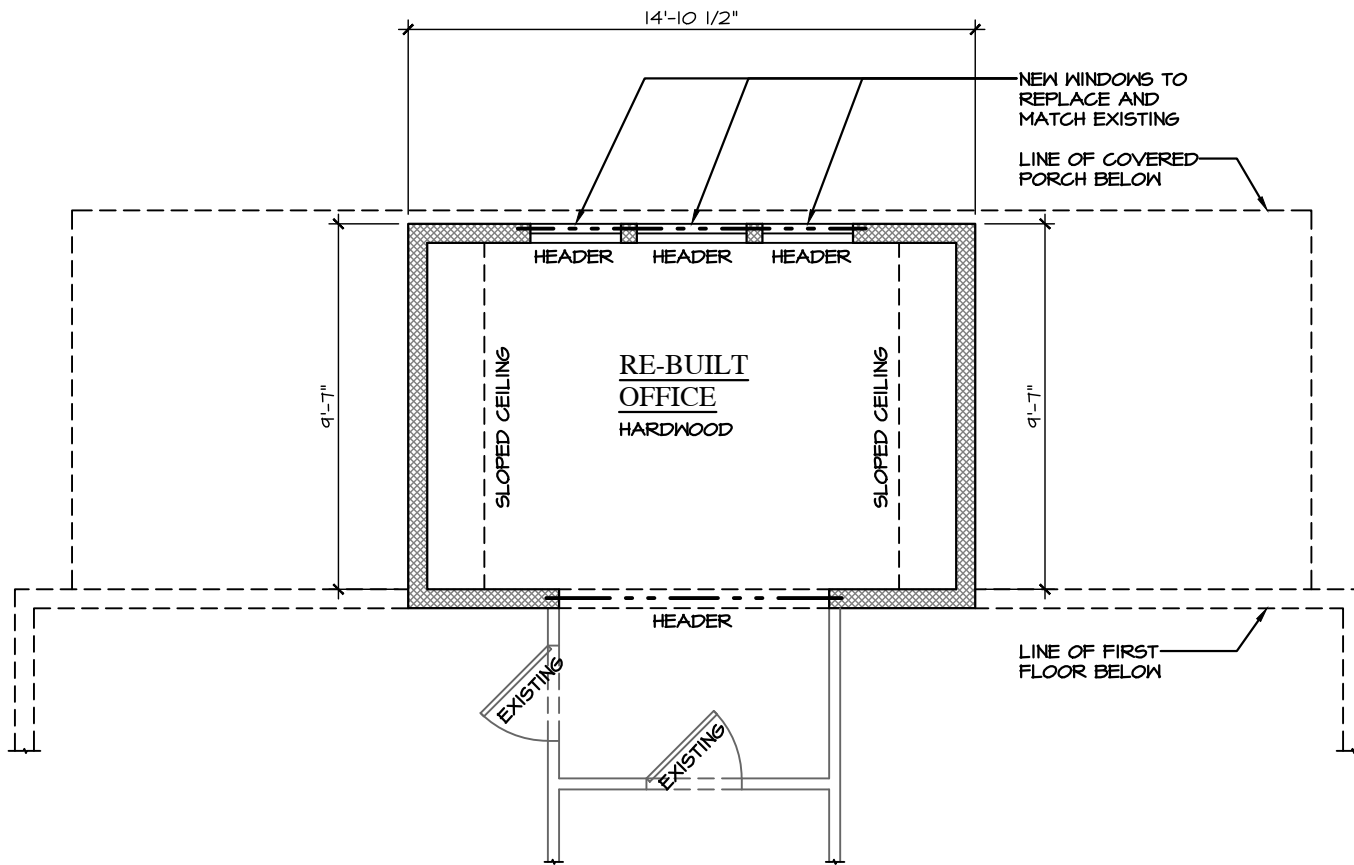 14'-10 1/2"
NEW WINDOWS TO
REPLACE AND
MATCH EXISTING
LINE OF COVERED
PORCH BELOW
HEADER
HEADER
HEADER
9'-7"
SLOPED CEILING
RE-BUILT
OFFICE
HARDWOOD
SLOPED CEILING
9'-7"
HEADER
LINE OF FIRST
FLOOR BELOW
EXISTING
EXISTING